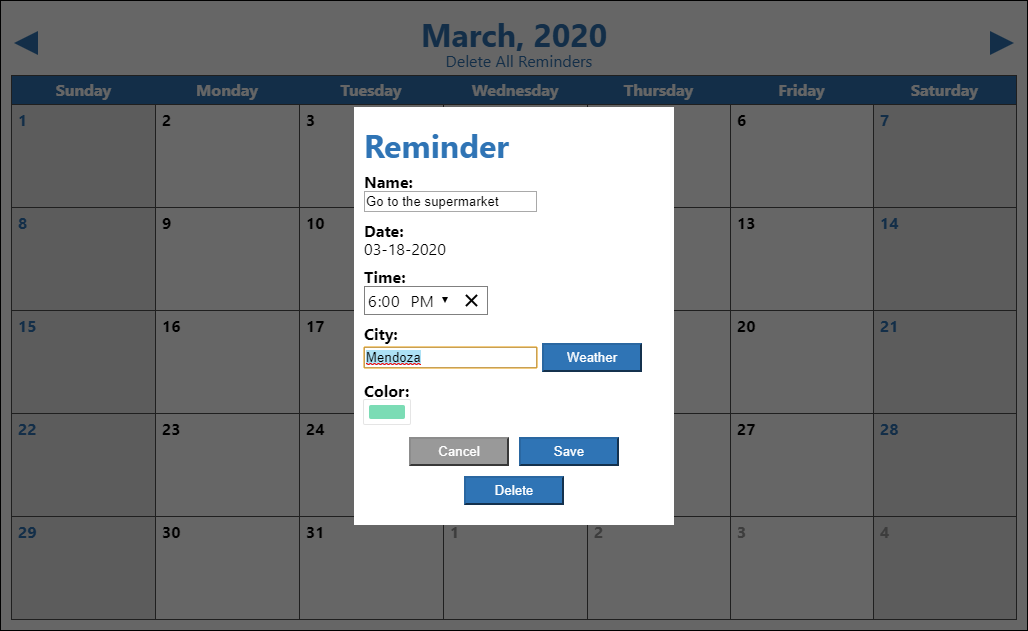 ◀ March, 2020 ▶
Delete All Reminders
Sunday Monday Tuesday Wednesday Thursday Friday Saturday
1 2 3 6 7
Reminder
Name:
Go to the supermarket
8 9 10 13 14
Date:
03-18-2020
Time:
6:00 PM ▼ ✕
15 16 17 20 21
City:
Mendoza Weather
Color:
22 23 24 27 28
Cancel Save
Delete
29 30 31 1 2 3 4